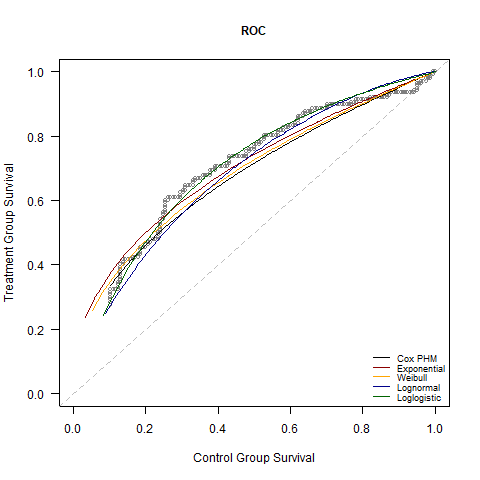 ROC
Treatment Group Survival
1.0
0.8
0.6
0.4
0.2
0.0
Cox PHM
Exponential
Weibull
Lognormal
Loglogistic
0.0 0.2 0.4 0.6 0.8 1.0
Control Group Survival